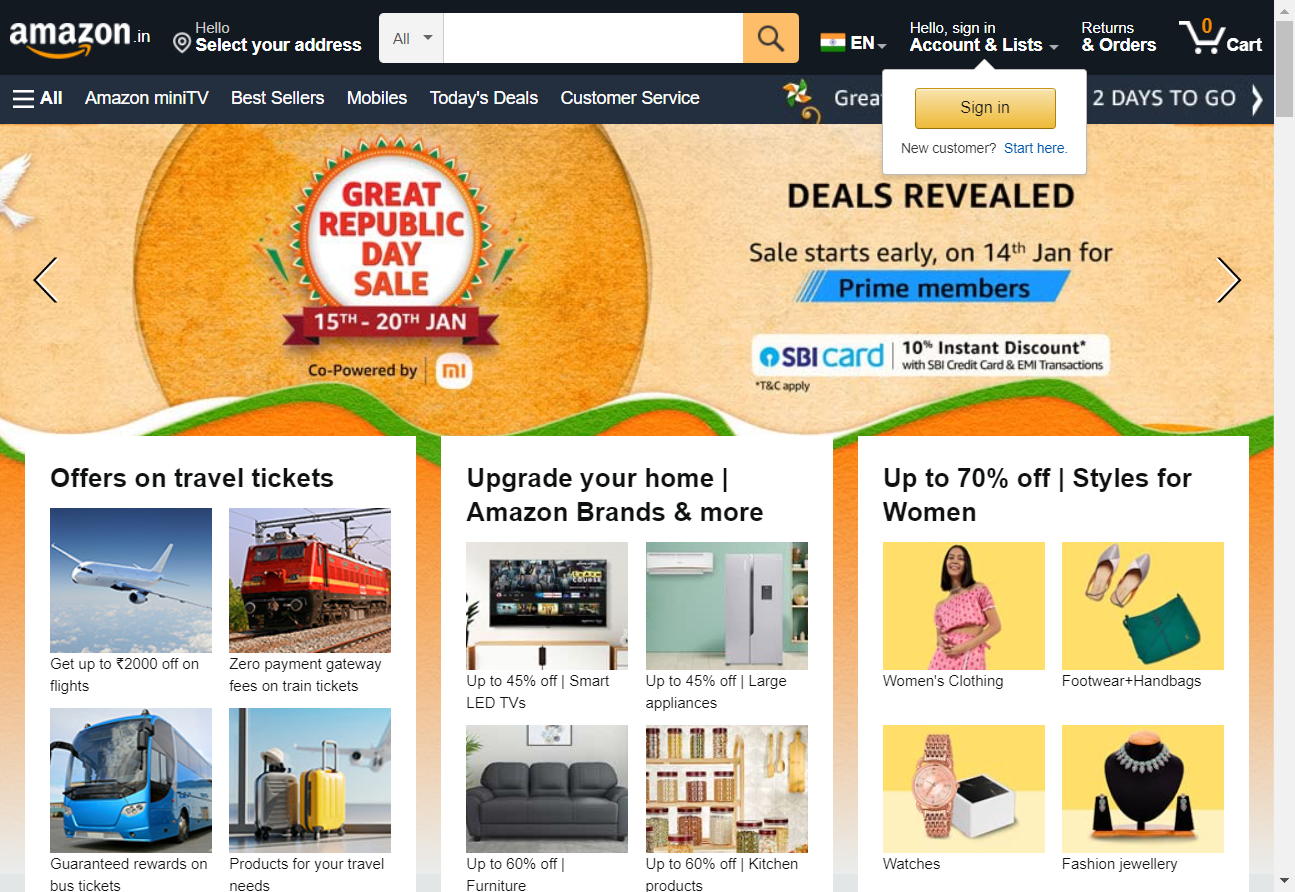 amazon.in
Hello
Select your address
All
EN
Hello, sign in
Account & Lists
Returns
& Orders
0
Cart
All
Amazon miniTV
Best Sellers
Mobiles
Today's Deals
Customer Service
Grea
2 DAYS TO GO
Sign in
New customer? Start here.
GREAT
REPUBLIC
DAY
SALE
15TH - 20TH JAN
Co-Powered by
mi
DEALS REVEALED
Sale starts early, on 14th Jan for
Prime members
SBI card
10% Instant Discount*
with SBI Credit Card & EMI Transactions
*T&C apply
Offers on travel tickets
Get up to ₹2000 off on
flights
Zero payment gateway
fees on train tickets
Guaranteed rewards on
bus tickets
Products for your travel
needs
Upgrade your home |
Amazon Brands & more
Up to 45% off | Smart
LED TVs
Up to 45% off | Large
appliances
Up to 60% off |
Furniture
Up to 60% off | Kitchen
products
Up to 70% off | Styles for
Women
Women's Clothing
Footwear+Handbags
Watches
Fashion jewellery